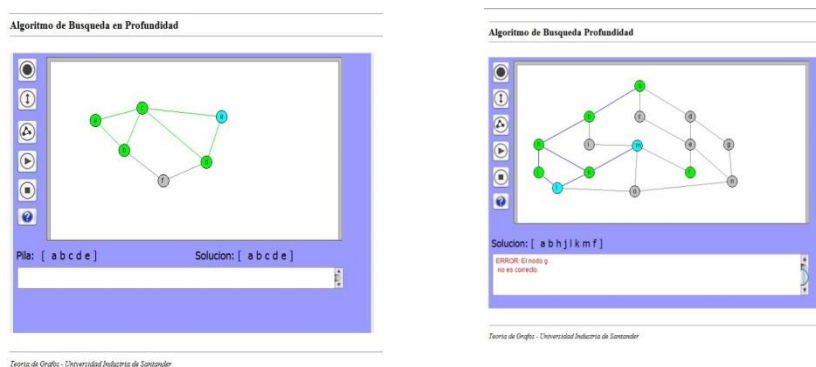 Algoritmo de Busqueda en Profundidad
a
c
e
b
d
f
Pila: [ a b c d e ]
Solucion: [ a b c d e ]
Teoria de Grafos - Universidad Industria de Santander
Algoritmo de Busqueda Profundidad
a
b
c
d
h
i
m
e
g
j
k
f
l
n
o
Solucion: [ a b h j l k m f ]
ERROR: El nodo g
no es correcto.
Teoria de Grafos - Universidad Industria de Santander